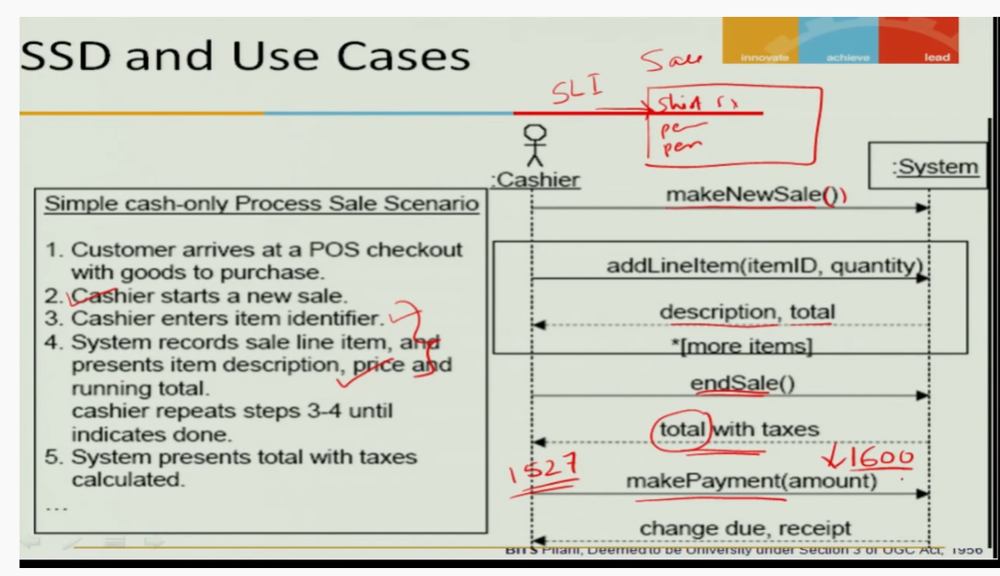 SSD and Use Cases
innovate achieve lead
Sale
SLI
Shirt
pen
pen
:Cashier
:System
Simple cash-only Process Sale Scenario
1. Customer arrives at a POS checkout
with goods to purchase.
2. Cashier starts a new sale.
3. Cashier enters item identifier.
4. System records sale line item, and
presents item description, price and
running total.
cashier repeats steps 3-4 until
indicates done.
5. System presents total with taxes
calculated.
...
makeNewSale()
addLineItem(itemID, quantity)
description, total
*[more items]
endSale()
total with taxes
1527
1600
makePayment(amount)
change due, receipt
BITS Pilani, Deemed to be University under Section 3 of UGC Act, 1956